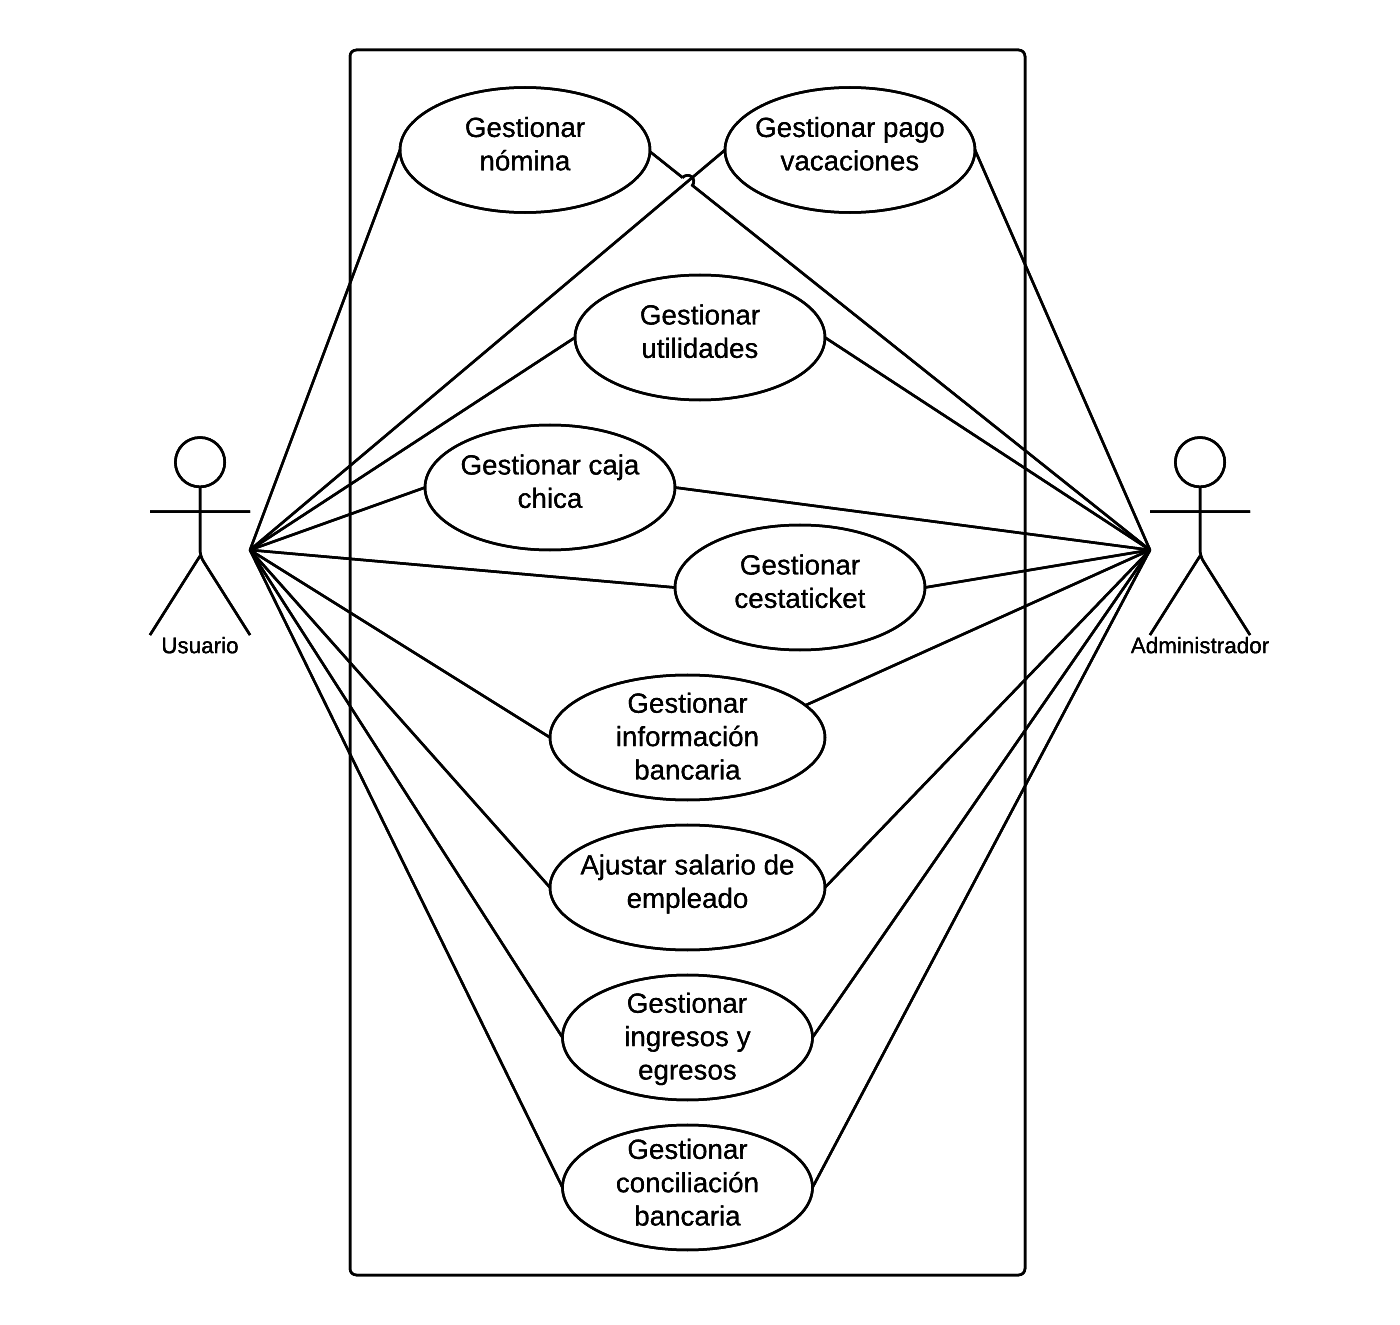 Gestionar
nómina
Gestionar pago
vacaciones
Gestionar
utilidades
Gestionar caja
chica
Gestionar
cestaticket
Usuario
Administrador
Gestionar
información
bancaria
Ajustar salario de
empleado
Gestionar
ingresos y
egresos
Gestionar
conciliación
bancaria